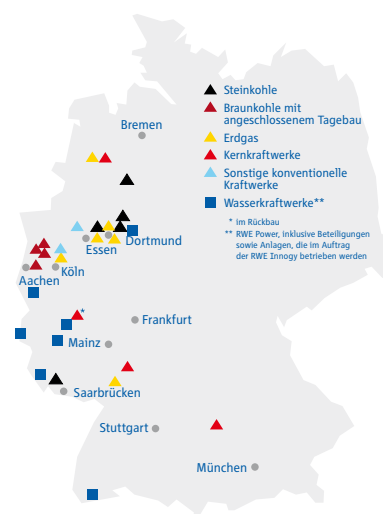 Steinkohle
Braunkohle mit
angeschlossenem Tagebau
Erdgas
Kernkraftwerke
Sonstige konventionelle
Kraftwerke
Wasserkraftwerke**
* im Rückbau
** RWE Power, inklusive Beteiligungen
sowie Anlagen, die im Auftrag
der RWE Innogy betrieben werden
Bremen
Dortmund
Essen
Köln
Aachen
*
Frankfurt
Mainz
Saarbrücken
Stuttgart
München